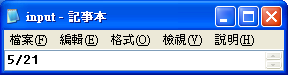 input - 記事本
檔案(F) 編輯(E) 格式(O) 檢視(V) 說明(H)
5/21